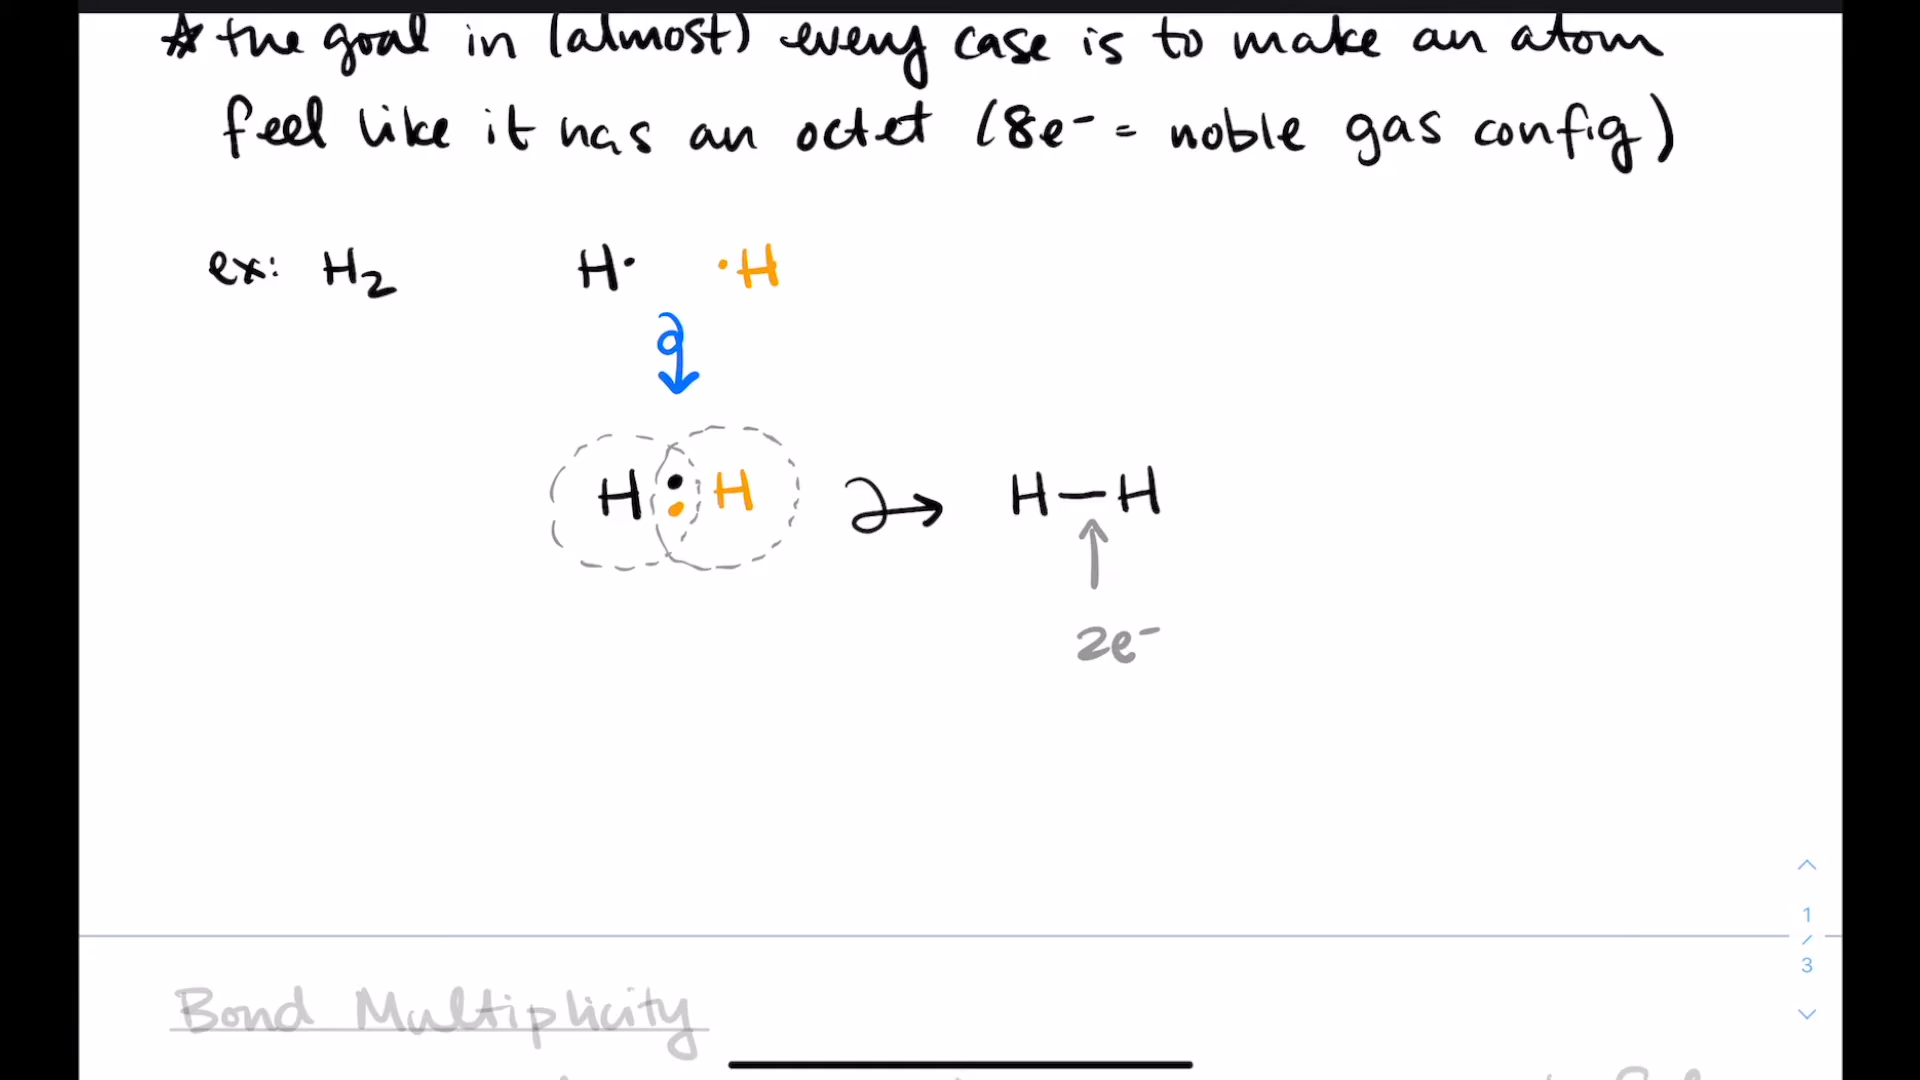 ☆ the goal in (almost) every case is to make an atom
feel like it has an octet (8e⁻ = noble gas config)
ex: H₂ H· ·H
H : H → H—H
2e⁻
1
/
3
Bond Multiplicity